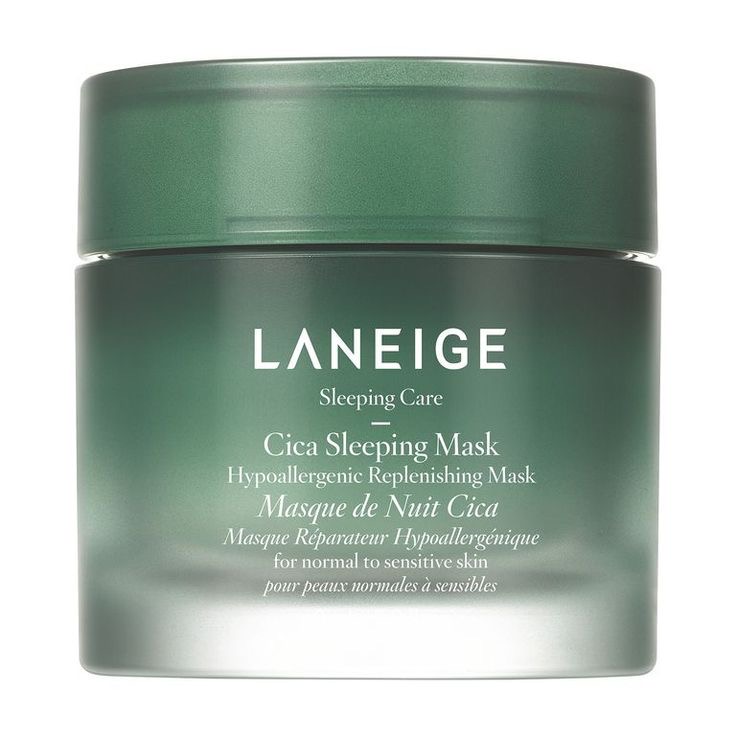 LANEIGE
Sleeping Care
Cica Sleeping Mask
Hypoallergenic Replenishing Mask
Masque de Nuit Cica
Masque Réparateur Hypoallergénique
for normal to sensitive skin
pour peaux normales à sensibles